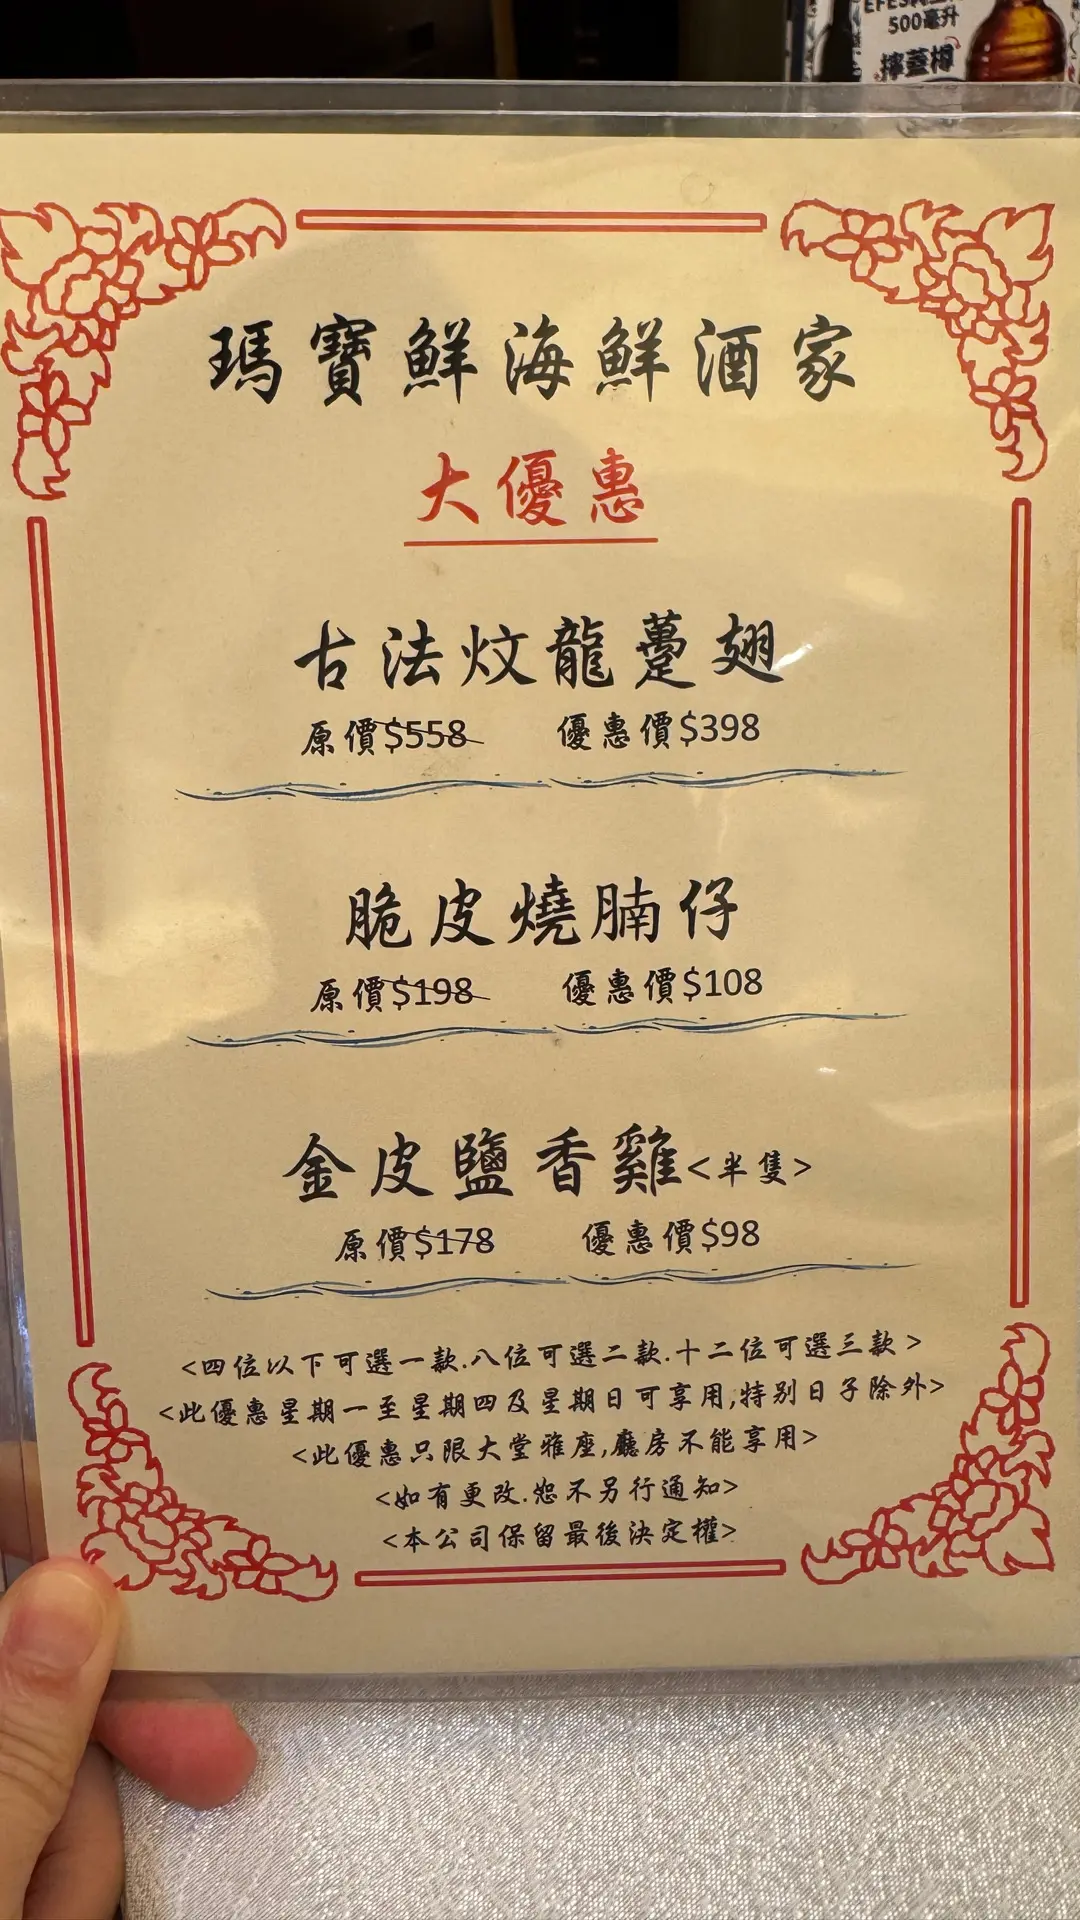 500毫升
瑪寶鮮海鮮酒家
大優惠
古法炆龍躉翅
原價$558 優惠價$398
脆皮燒腩仔
原價$198 優惠價$108
金皮鹽香雞<半隻>
原價$178 優惠價$98
<四位以下可選一款.八位可選二款.十二位可選三款>
<此優惠星期一至星期四及星期日可享用,特別日子除外>
<此優惠只限大堂雅座,廳房不能享用>
<如有更改.恕不另行通知>
<本公司保留最後決定權>